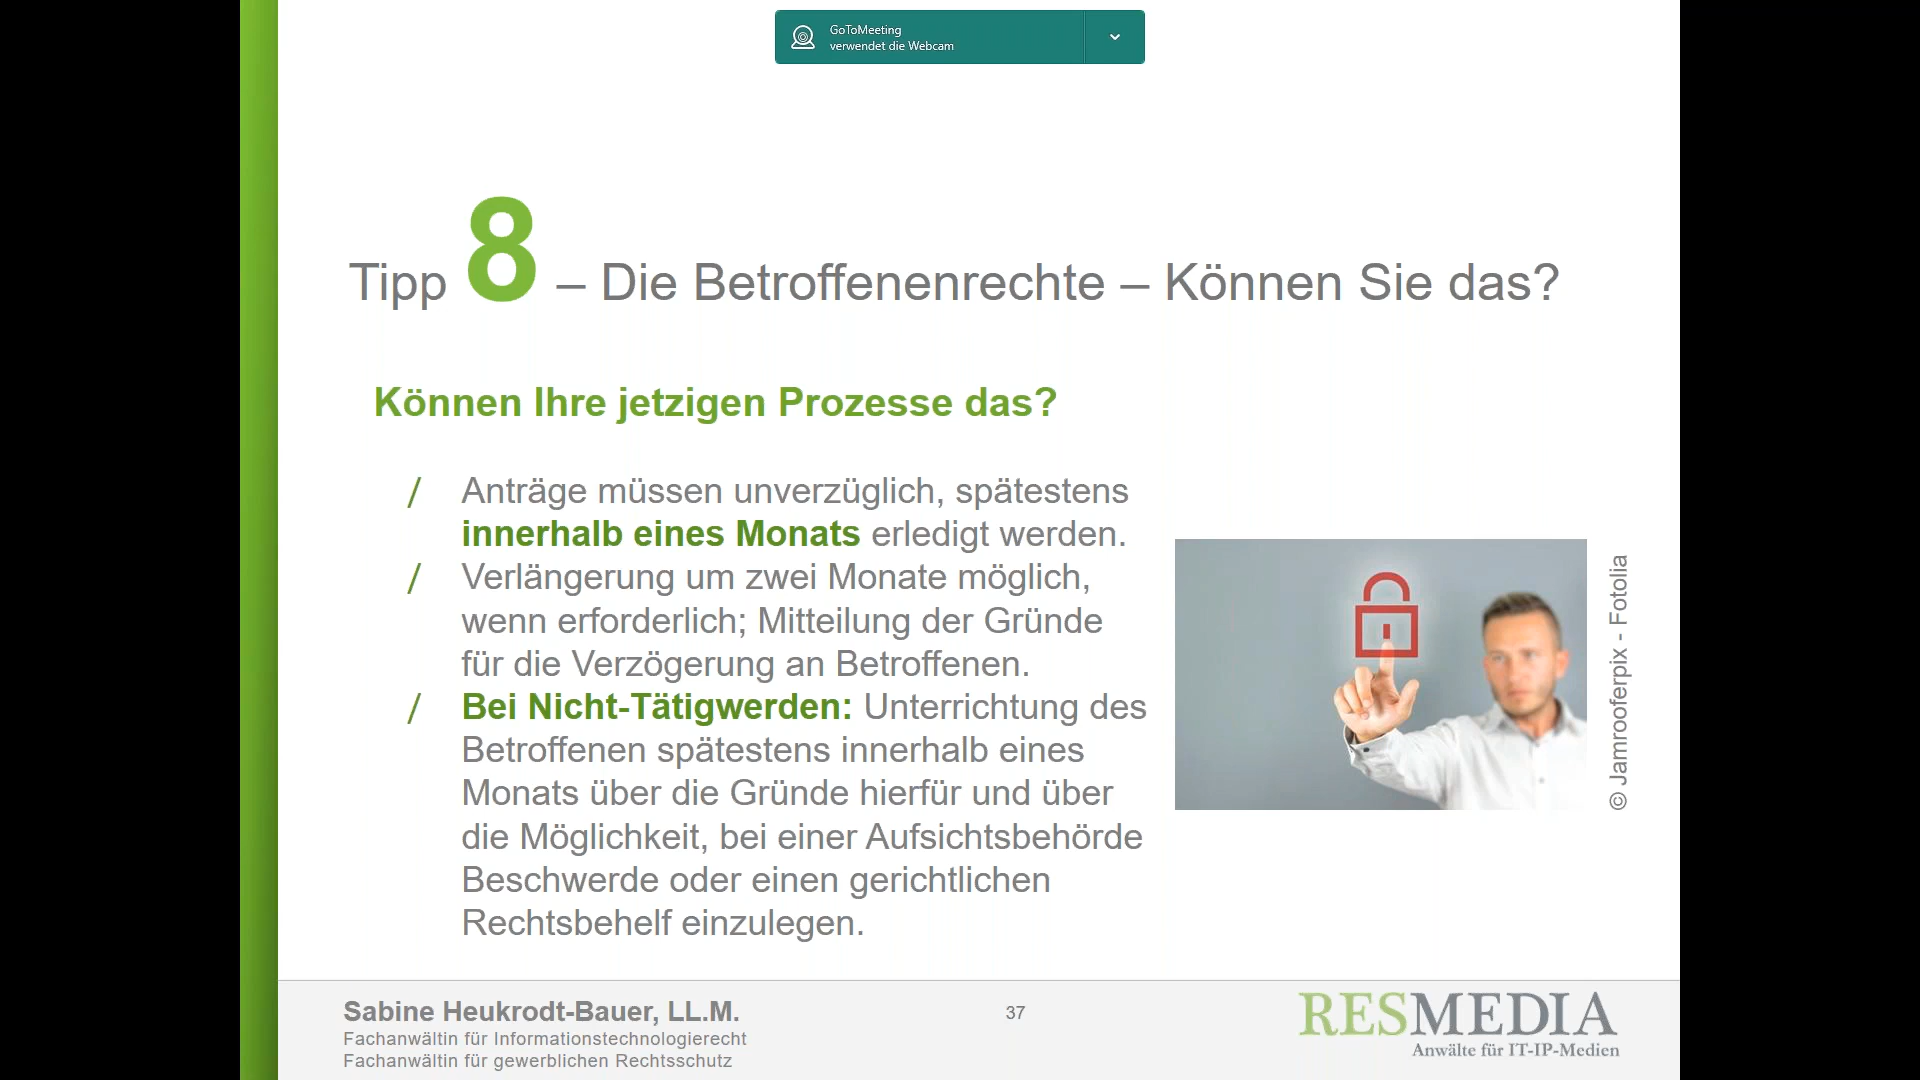 GoToMeeting
verwendet die Webcam
Tipp 8 – Die Betroffenenrechte – Können Sie das?
Können Ihre jetzigen Prozesse das?
/ Anträge müssen unverzüglich, spätestens
innerhalb eines Monats erledigt werden.
/ Verlängerung um zwei Monate möglich,
wenn erforderlich; Mitteilung der Gründe
für die Verzögerung an Betroffenen.
/ Bei Nicht-Tätigwerden: Unterrichtung des
Betroffenen spätestens innerhalb eines
Monats über die Gründe hierfür und über
die Möglichkeit, bei einer Aufsichtsbehörde
Beschwerde oder einen gerichtlichen
Rechtsbehelf einzulegen.
© Jamrooferpix - Fotolia
Sabine Heukrodt-Bauer, LL.M.
Fachanwältin für Informationstechnologierecht
Fachanwältin für gewerblichen Rechtsschutz
37
RESMEDIA
Anwälte für IT-IP-Medien